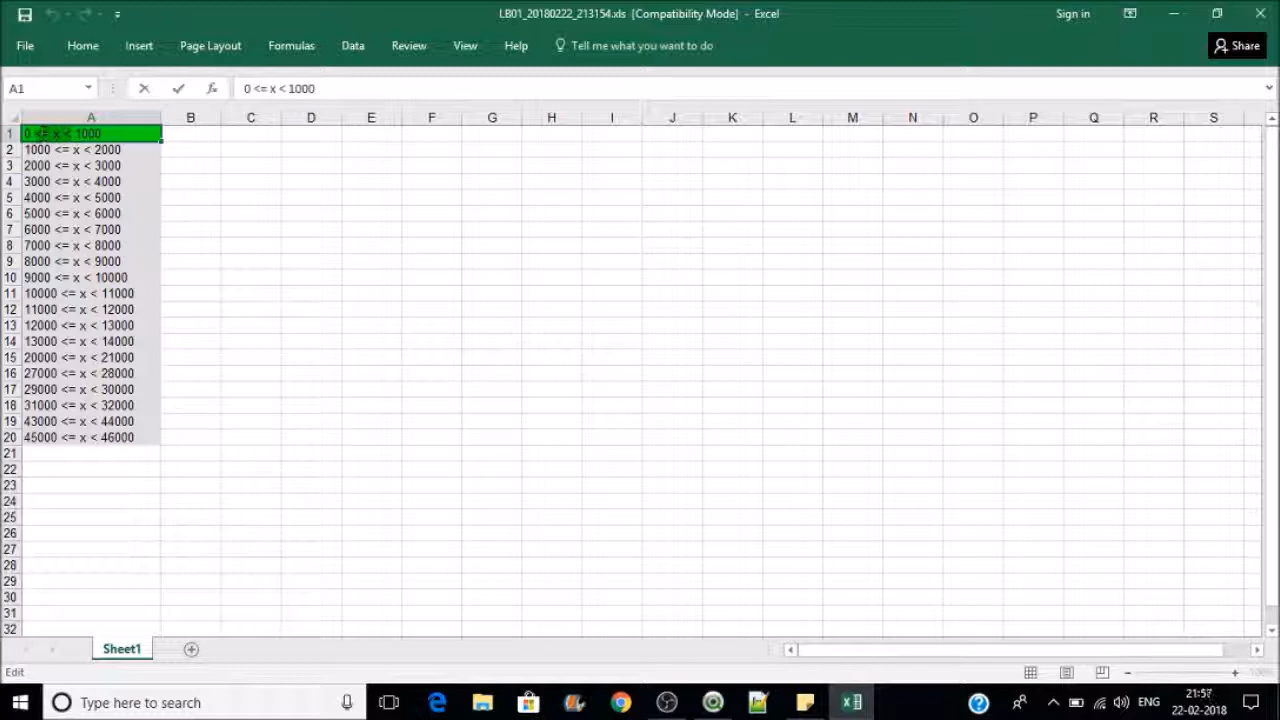 LB01_20180222_213154.xls [Compatibility Mode] - Excel
Sign in
File Home Insert Page Layout Formulas Data Review View Help Tell me what you want to do Share
A1 fx 0 <= x < 1000
A B C D E F G H I J K L M N O P Q R S
1 0 <= x < 1000
2 1000 <= x < 2000
3 2000 <= x < 3000
4 3000 <= x < 4000
5 4000 <= x < 5000
6 5000 <= x < 6000
7 6000 <= x < 7000
8 7000 <= x < 8000
9 8000 <= x < 9000
10 9000 <= x < 10000
11 10000 <= x < 11000
12 11000 <= x < 12000
13 12000 <= x < 13000
14 13000 <= x < 14000
15 20000 <= x < 21000
16 27000 <= x < 28000
17 29000 <= x < 30000
18 31000 <= x < 32000
19 43000 <= x < 44000
20 45000 <= x < 46000
21
22
23
24
25
26
27
28
29
30
31
32
Sheet1
Edit
Type here to search
ENG
21:57
22-02-2018